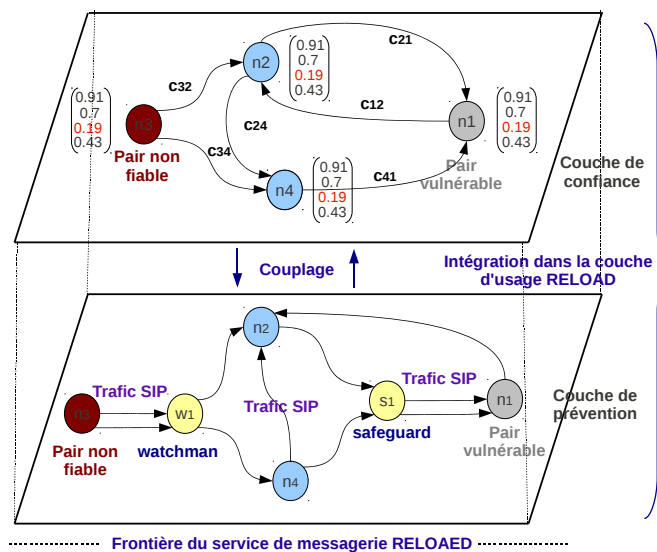 c21
n2
0.91
0.7
0.19
0.43
c32
c12
0.91
0.7
0.19
0.43
n3
n1
0.91
0.7
0.19
0.43
c24
c34
Pair non
fiable
n4
0.91
0.7
0.19
0.43
c41
Pair
vulnérable
Couche de
confiance
Couplage
Intégration dans la couche
d'usage RELOAD
n2
Trafic SIP
Trafic SIP
n3
w1
Trafic SIP
s1
n1
Couche de
prévention
Pair non
fiable
watchman
safeguard
Pair
vulnérable
n4
Frontière du service de messagerie RELOAED